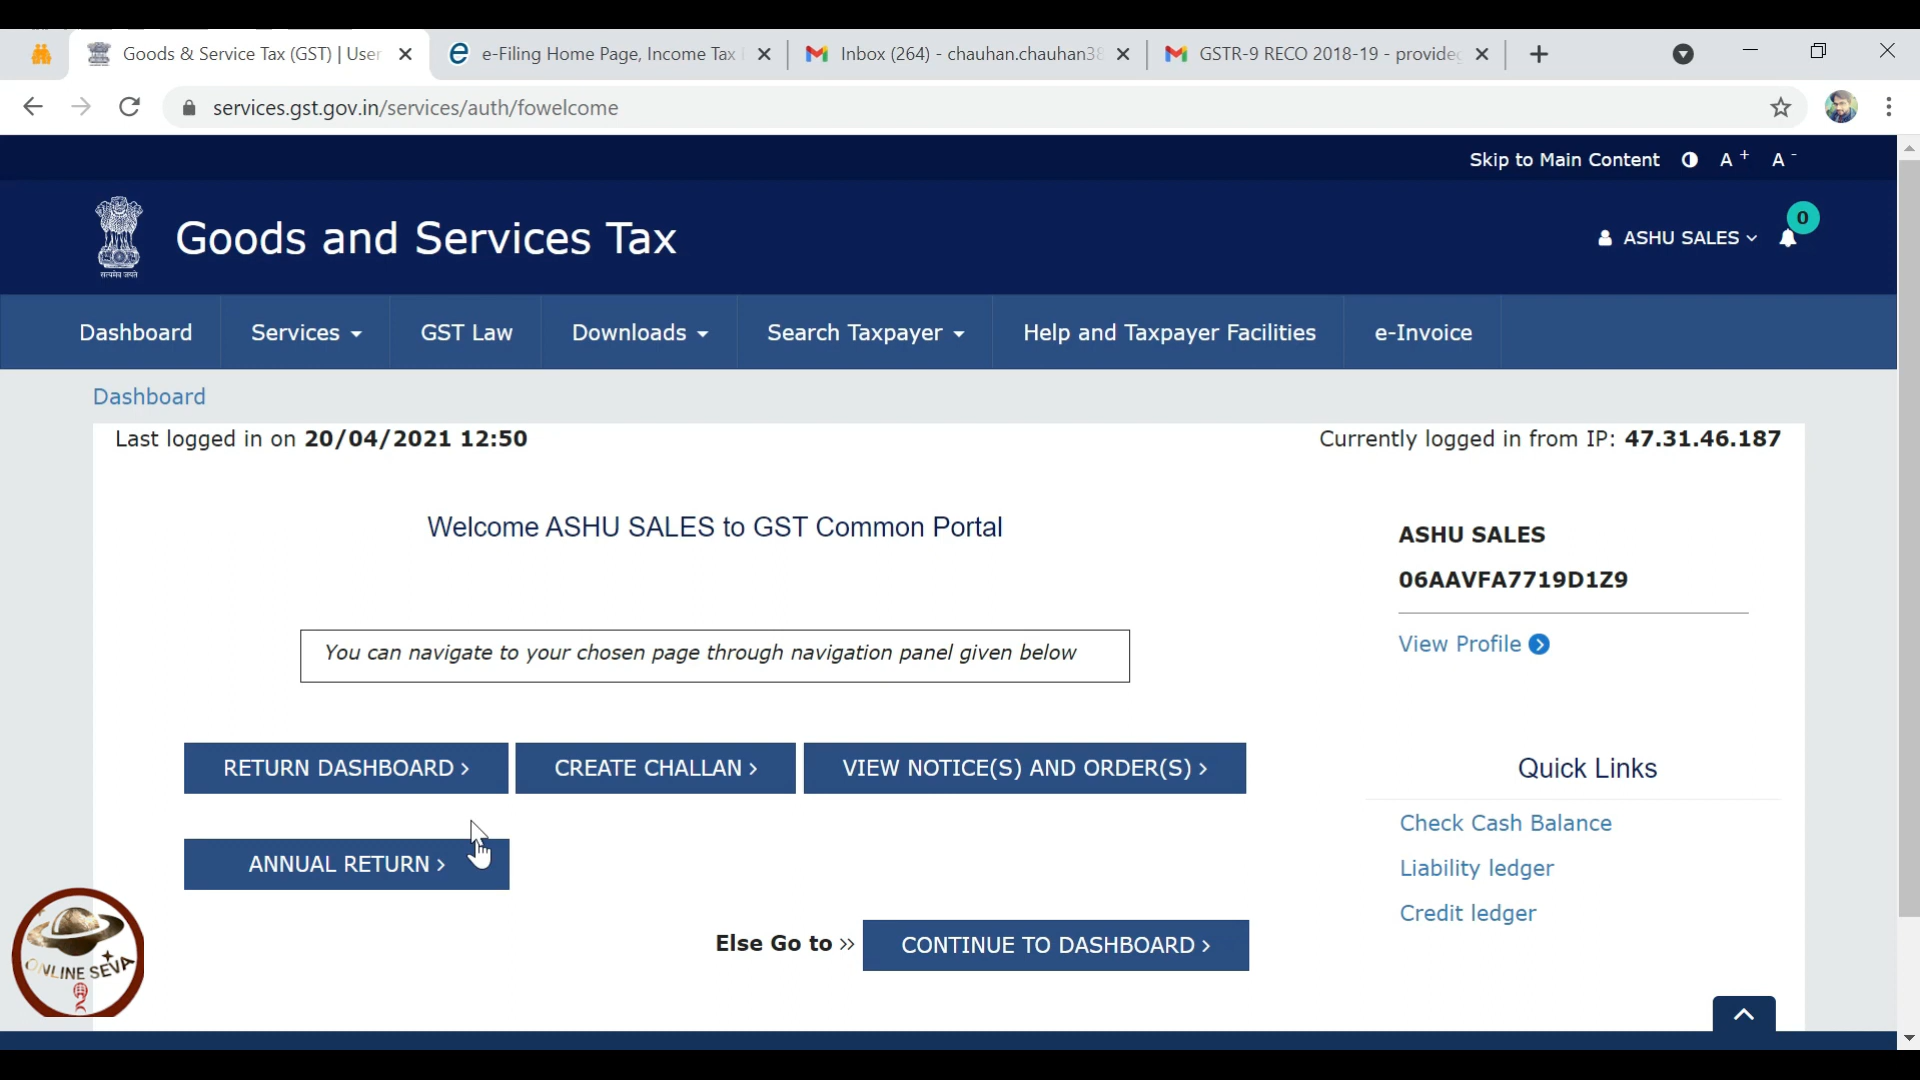 Goods & Service Tax (GST) | User
e-Filing Home Page, Income Tax
Inbox (264) - chauhan.chauhan38
GSTR-9 RECO 2018-19 - provideg
services.gst.gov.in/services/auth/fowelcome
Skip to Main Content A+ A-
सत्यमेव जयते
Goods and Services Tax
ASHU SALES
0
Dashboard Services GST Law Downloads Search Taxpayer Help and Taxpayer Facilities e-Invoice
Dashboard
Last logged in on 20/04/2021 12:50
Currently logged in from IP: 47.31.46.187
Welcome ASHU SALES to GST Common Portal
You can navigate to your chosen page through navigation panel given below
RETURN DASHBOARD > CREATE CHALLAN > VIEW NOTICE(S) AND ORDER(S) >
ANNUAL RETURN >
Else Go to >> CONTINUE TO DASHBOARD >
ASHU SALES
06AAVFA7719D1Z9
View Profile
Quick Links
Check Cash Balance
Liability ledger
Credit ledger
ONLINE SEVA